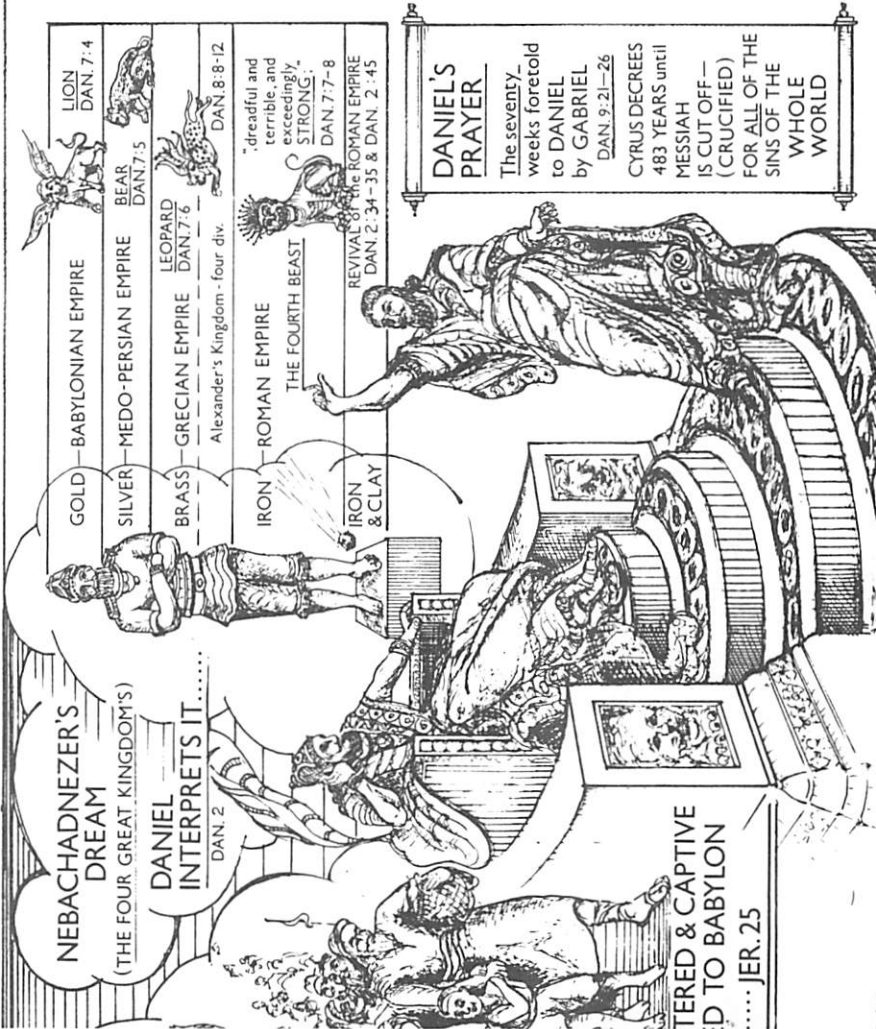 NEBACHADNEZER'S
DREAM
(THE FOUR GREAT KINGDOM'S)
DANIEL
INTERPRETS IT......
DAN. 2
GOLD — BABYLONIAN EMPIRE
LION
DAN. 7:4
SILVER — MEDO-PERSIAN EMPIRE
BEAR
DAN. 7:5
BRASS — GRECIAN EMPIRE
LEOPARD
DAN. 7:6
Alexander's Kingdom - four div.
DAN. 8:8-12
IRON — ROMAN EMPIRE
THE FOURTH BEAST
"dreadful and
terrible, and
exceedingly
STRONG;"
DAN. 7:7-8
IRON
& CLAY
REVIVAL of the ROMAN EMPIRE
DAN. 2:34-35 & DAN. 2:45
DANIEL'S
PRAYER
The seventy
weeks foretold
to DANIEL
by GABRIEL
DAN. 9:21-26
CYRUS DECREES
483 YEARS until
MESSIAH
IS CUT OFF—
(CRUCIFIED)
FOR ALL OF THE
SINS OF THE
WHOLE
WORLD
TERED & CAPTIVE
ED TO BABYLON
..... JER. 25